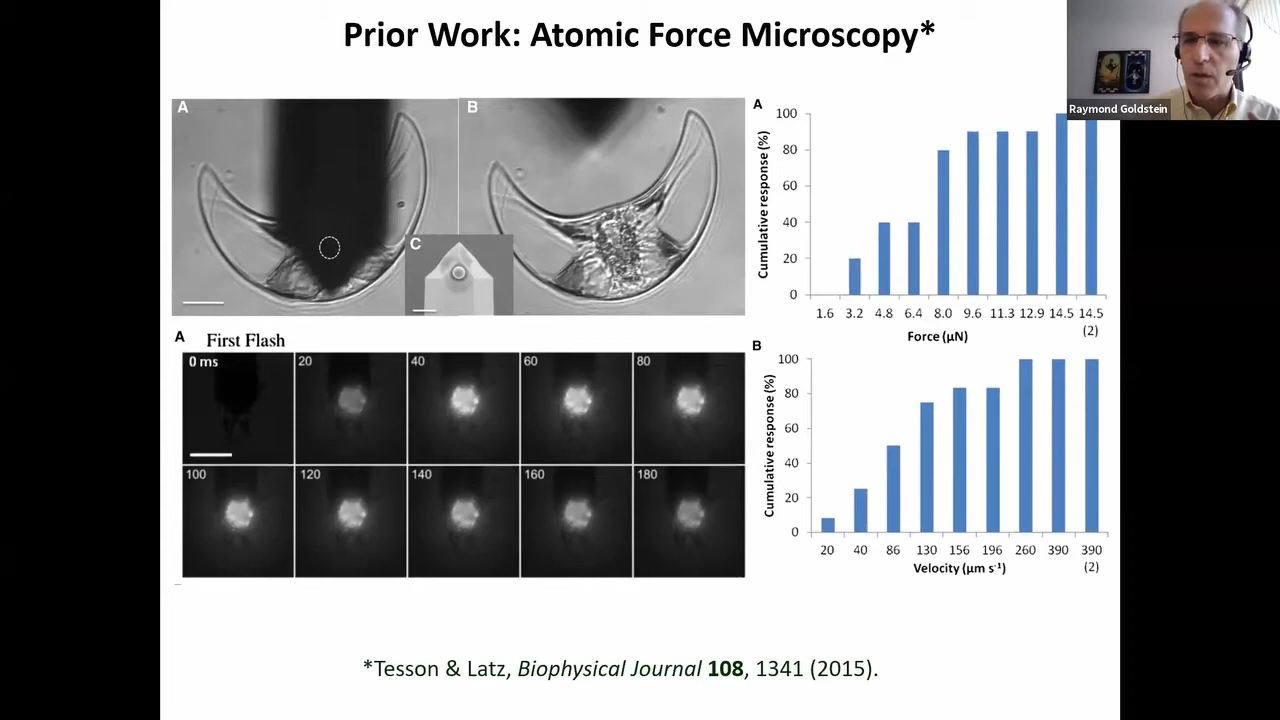 Prior Work: Atomic Force Microscopy*
Raymond Goldstein
A
B
C
A First Flash
0 ms 20 40 60 80
100 120 140 160 180
A
Cumulative response (%)
100
80
60
40
20
0
1.6 3.2 4.8 6.4 8.0 9.6 11.3 12.9 14.5 14.5
(2)
Force (µN)
B
Cumulative response (%)
100
80
60
40
20
0
20 40 86 130 156 196 260 390 390
(2)
Velocity (µm s⁻¹)
*Tesson & Latz, Biophysical Journal 108, 1341 (2015).